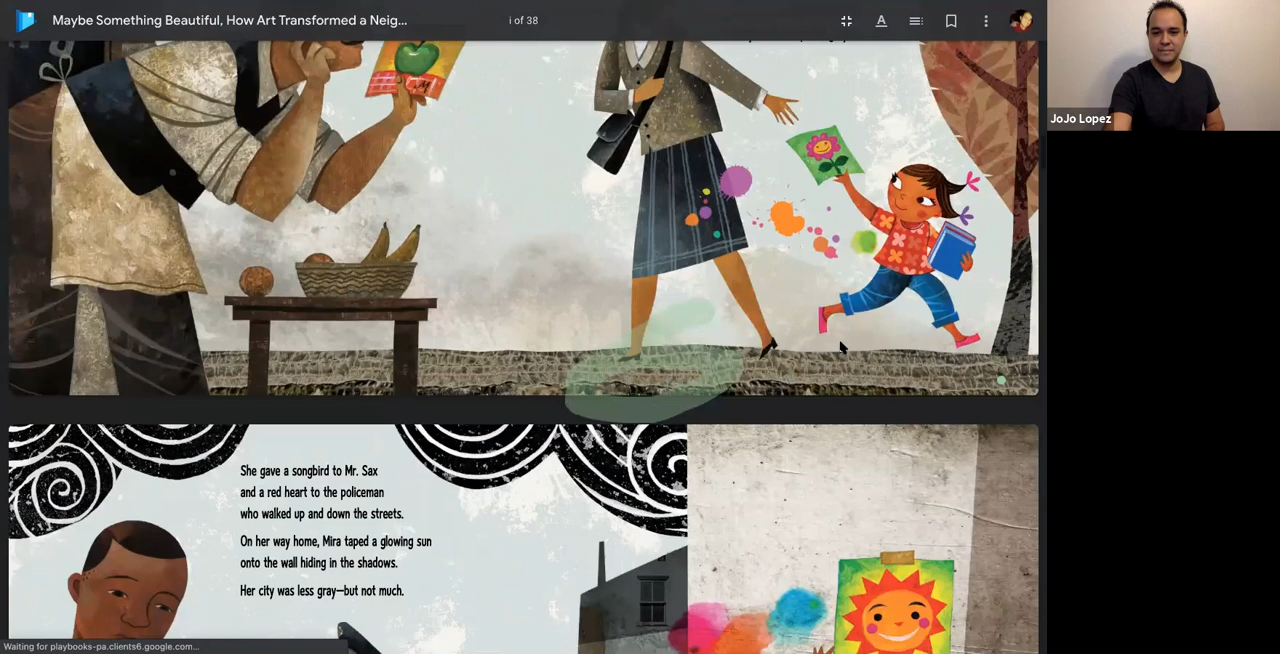 Maybe Something Beautiful, How Art Transformed a Neig...
i of 38
JoJo Lopez
She gave a songbird to Mr. Sax
and a red heart to the policeman
who walked up and down the streets.
On her way home, Mira taped a glowing sun
onto the wall hiding in the shadows.
Her city was less gray—but not much.
Waiting for playbooks-pa.clients6.google.com...